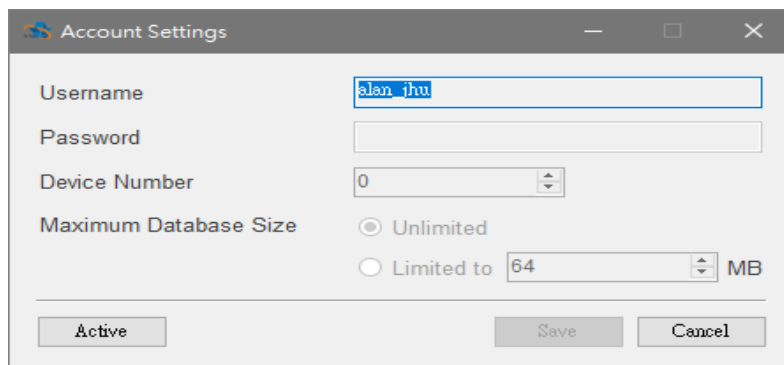 Account Settings
Username alan_jhu
Password
Device Number 0
Maximum Database Size Unlimited
Limited to 64 MB
Active Save Cancel